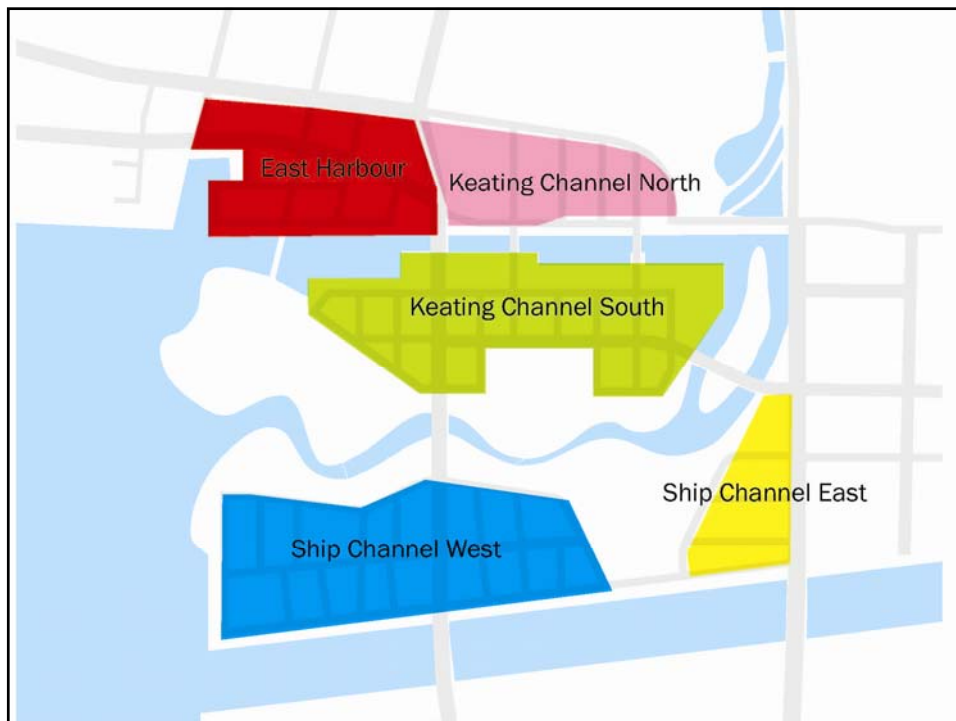 East Harbour
Keating Channel North
Keating Channel South
Ship Channel East
Ship Channel West